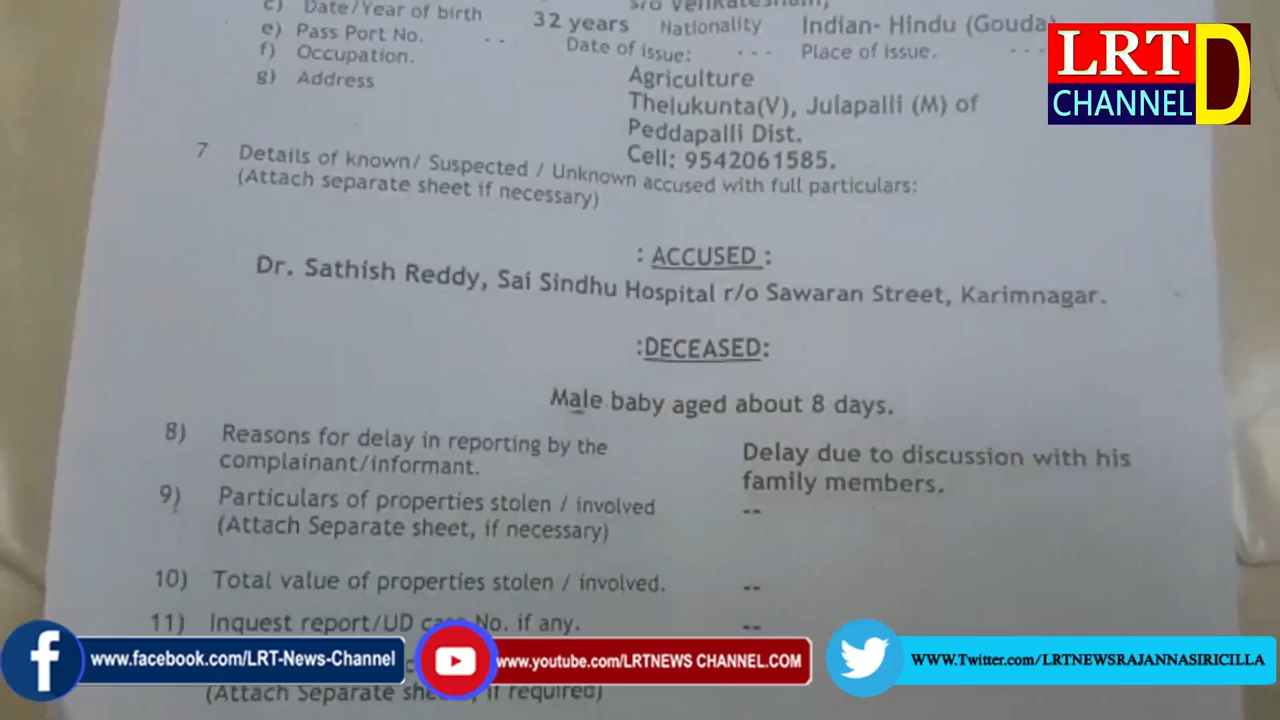 c) Date/Year of birth 32 years Nationality Indian- Hindu (Gouda)
e) Pass Port No. -- Date of issue: --- Place of issue. ---
f) Occupation. Agriculture
g) Address Thelukunta(V), Julapalli (M) of
Peddapalli Dist.
Cell: 9542061585.
7 Details of known/ Suspected / Unknown accused with full particulars:
(Attach separate sheet if necessary)
: ACCUSED :
Dr. Sathish Reddy, Sai Sindhu Hospital r/o Sawaran Street, Karimnagar.
:DECEASED:
Male baby aged about 8 days.
8) Reasons for delay in reporting by the complainant/informant. Delay due to discussion with his family members.
9) Particulars of properties stolen / involved --
(Attach Separate sheet, if necessary)
10) Total value of properties stolen / involved. --
11) Inquest report/UD case No. if any. --
(Attach Separate sheet, if required)
LRT
CHANNEL D
www.facebook.com/LRT-News-Channel
www.youtube.com/LRTNEWS CHANNEL.COM
WWW.Twitter.com/LRTNEWSRAJANNASIRICILLA